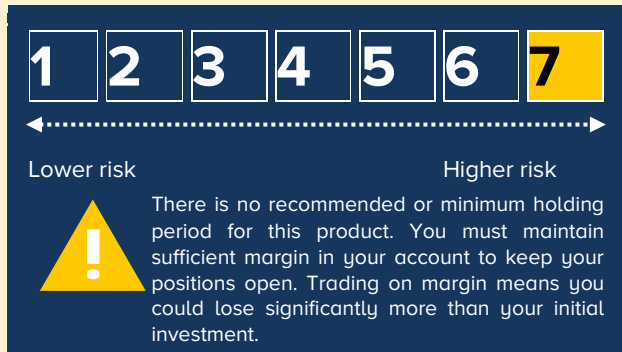 1 2 3 4 5 6 7
Lower risk Higher risk
!
There is no recommended or minimum holding
period for this product. You must maintain
sufficient margin in your account to keep your
positions open. Trading on margin means you
could lose significantly more than your initial
investment.